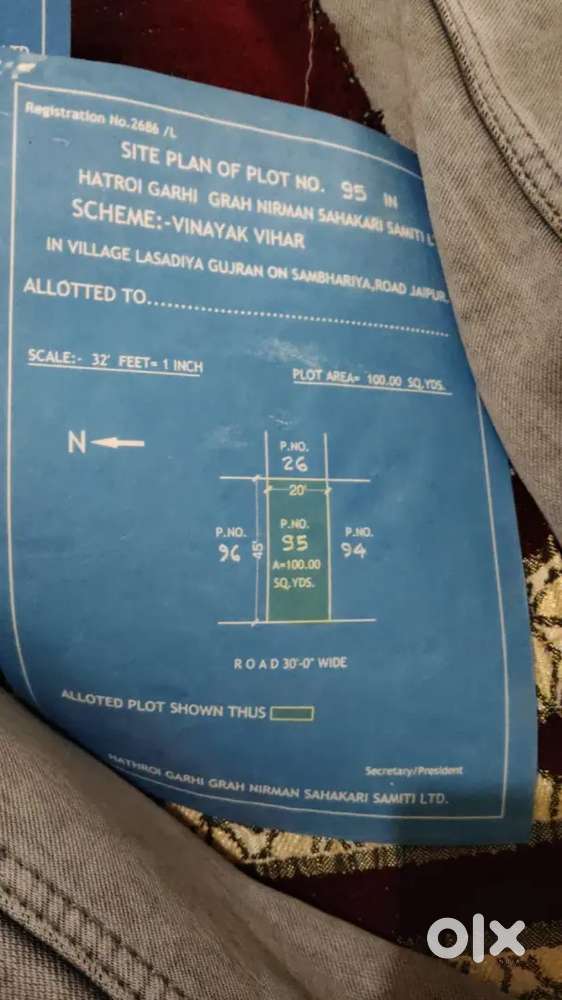 Registration No.2686 /L
SITE PLAN OF PLOT NO. 95 IN
HATROI GARHI GRAH NIRMAN SAHAKARI SAMITI
SCHEME:-VINAYAK VIHAR
IN VILLAGE LASADIYA GUJRAN ON SAMBHARIYA,ROAD JAIPUR.
ALLOTTED TO...............................................
SCALE:- 32' FEET= 1 INCH
PLOT AREA= 100.00 SQ,YDS.
N
P.NO.
26
20'
P.NO.
96
45'
P.NO.
95
A=100.00
SQ,YDS.
P.NO.
94
ROAD 30'-0" WIDE
ALLOTED PLOT SHOWN THUS
Secretary/President
HATHROI GARHI GRAH NIRMAN SAHAKARI SAMITI LTD.
olx